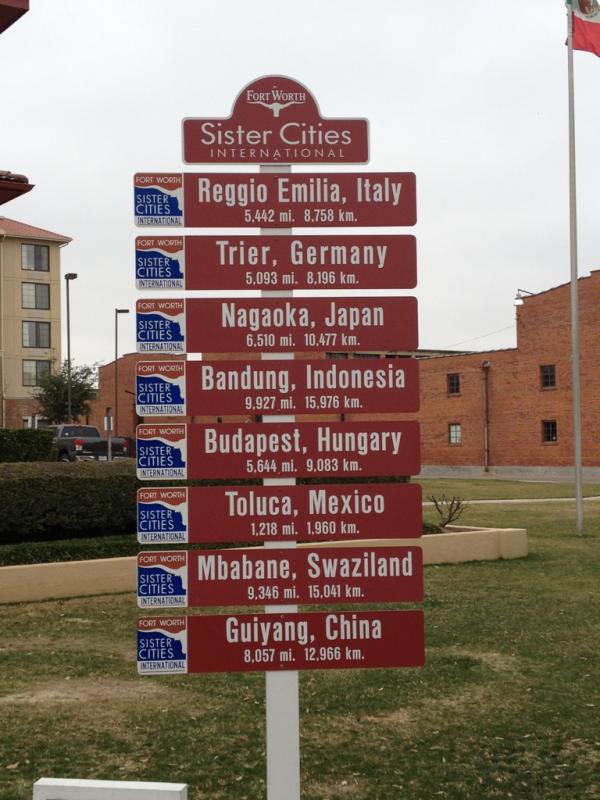 FORT WORTH
Sister Cities
INTERNATIONAL
FORT WORTH
SISTER
CITIES
INTERNATIONAL
Reggio Emilia, Italy
5,442 mi. 8,758 km.
FORT WORTH
SISTER
CITIES
INTERNATIONAL
Trier, Germany
5,093 mi. 8,196 km.
FORT WORTH
SISTER
CITIES
INTERNATIONAL
Nagaoka, Japan
6,510 mi. 10,477 km.
FORT WORTH
SISTER
CITIES
INTERNATIONAL
Bandung, Indonesia
9,927 mi. 15,976 km.
FORT WORTH
SISTER
CITIES
INTERNATIONAL
Budapest, Hungary
5,644 mi. 9,083 km.
FORT WORTH
SISTER
CITIES
INTERNATIONAL
Toluca, Mexico
1,218 mi. 1,960 km.
FORT WORTH
SISTER
CITIES
INTERNATIONAL
Mbabane, Swaziland
9,346 mi. 15,041 km.
FORT WORTH
SISTER
CITIES
INTERNATIONAL
Guiyang, China
8,057 mi. 12,966 km.